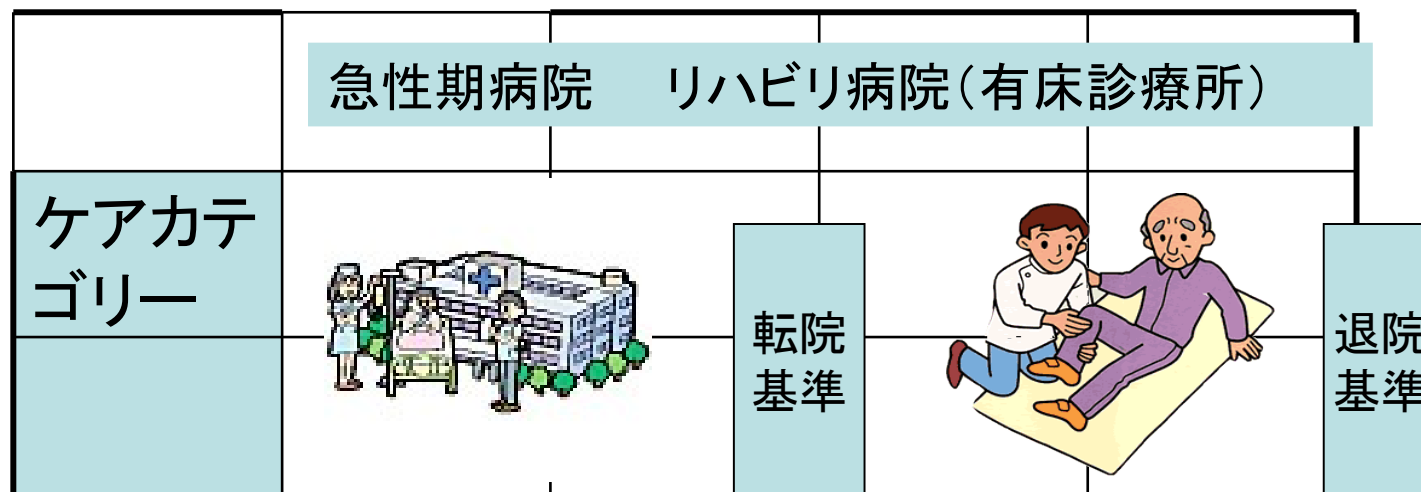 急性期病院　リハビリ病院（有床診療所）
ケアカテ
ゴリー
転院
基準
退院
基準